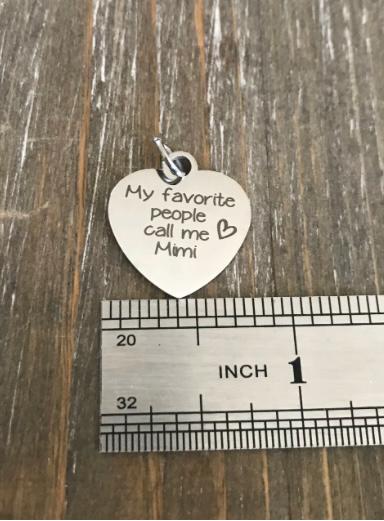 My favorite
people
call me
Mimi
20
INCH 1
32